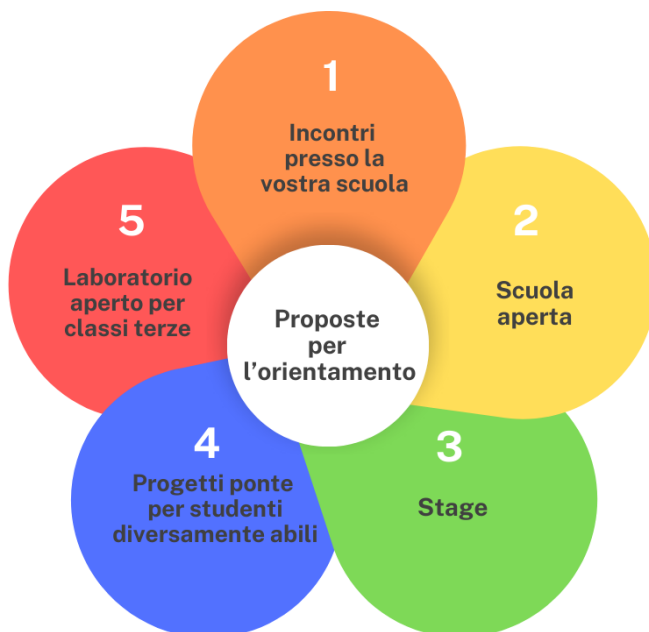 1
Incontri
presso la
vostra scuola
2
Scuola
aperta
3
Stage
4
Progetti ponte
per studenti
diversamente abili
5
Laboratorio
aperto per
classi terze
Proposte
per
l'orientamento